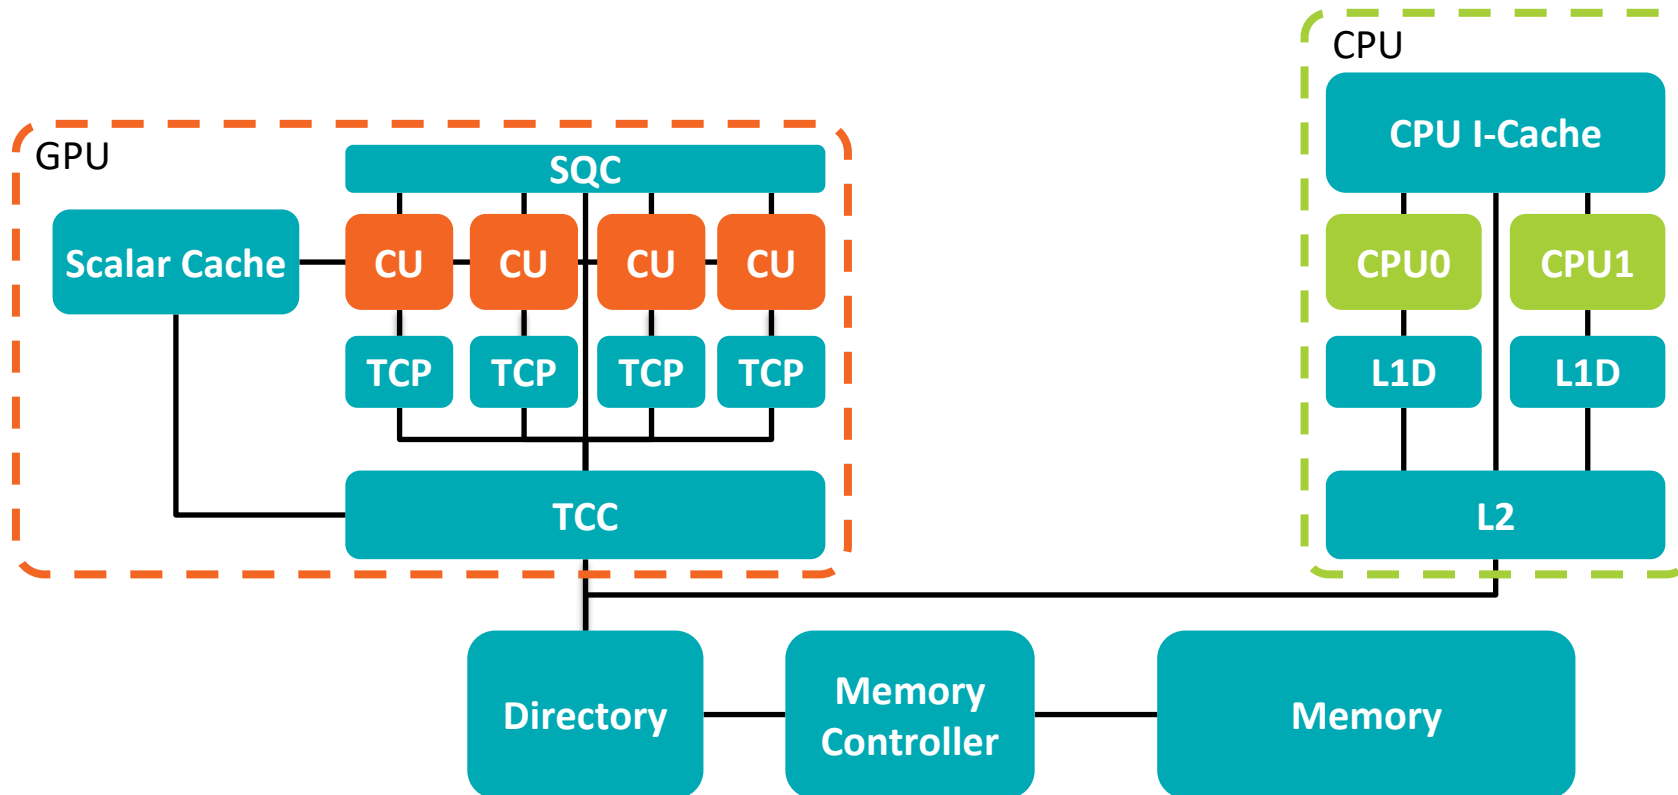 GPU
SQC
Scalar Cache
CU
CU
CU
CU
TCP
TCP
TCP
TCP
TCC
CPU
CPU I-Cache
CPU0
CPU1
L1D
L1D
L2
Directory
Memory
Controller
Memory